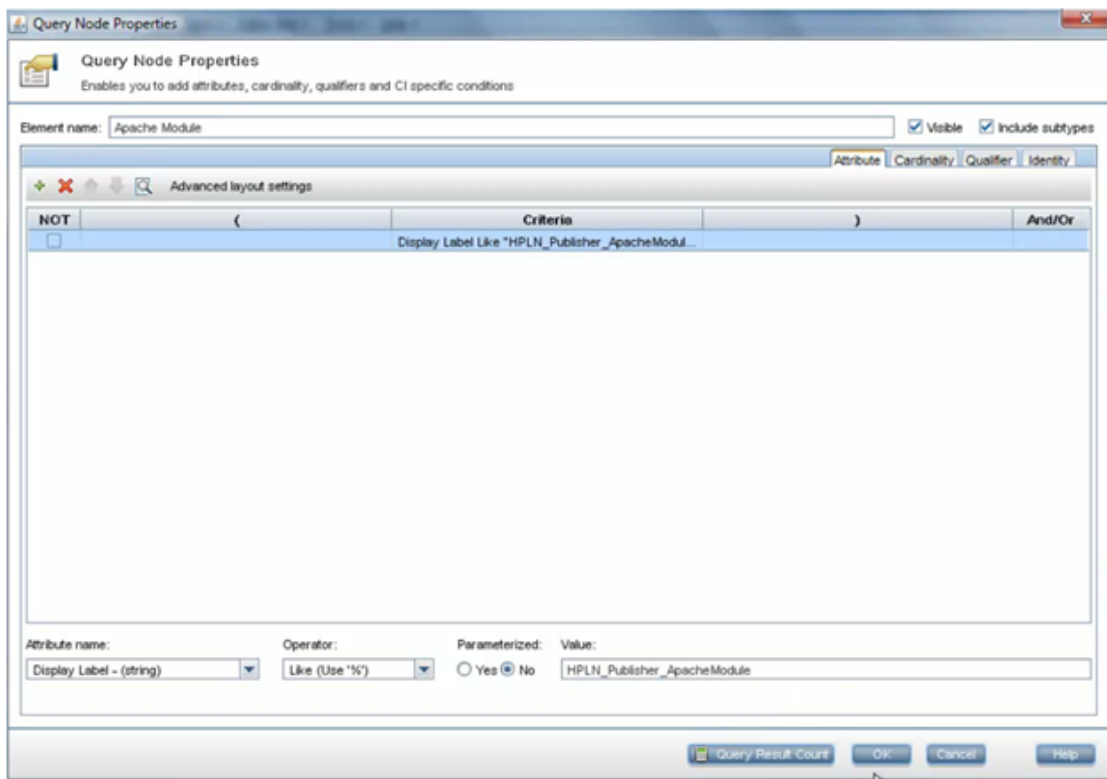 Query Node Properties
Query Node Properties
Enables you to add attributes, cardinality, qualifiers and CI specific conditions
Element name: Apache Module Visible Include subtypes
Attribute Cardinality Qualifier Identity
Advanced layout settings
NOT ( Criteria ) And/Or
Display Label Like "HPLN_Publisher_ApacheModul...
Attribute name: Operator: Parameterized: Value:
Display Label - (string) Like (Use '%') Yes No HPLN_Publisher_ApacheModule
Query Result Count OK Cancel Help